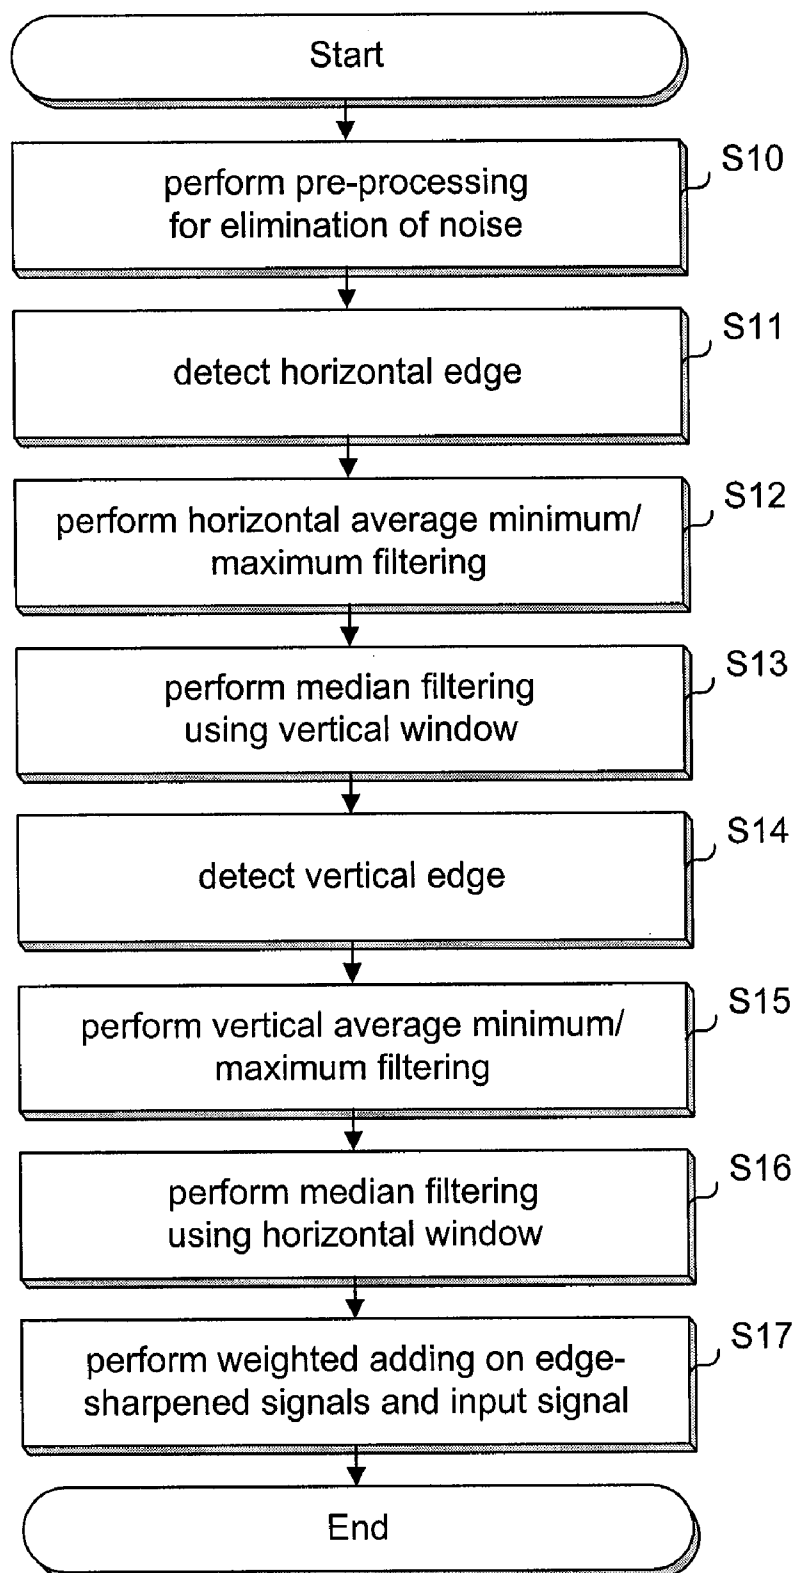 Start
S10
perform pre-processing
for elimination of noise
S11
detect horizontal edge
S12
perform horizontal average minimum/
maximum filtering
S13
perform median filtering
using vertical window
S14
detect vertical edge
S15
perform vertical average minimum/
maximum filtering
S16
perform median filtering
using horizontal window
S17
perform weighted adding on edge-
sharpened signals and input signal
End